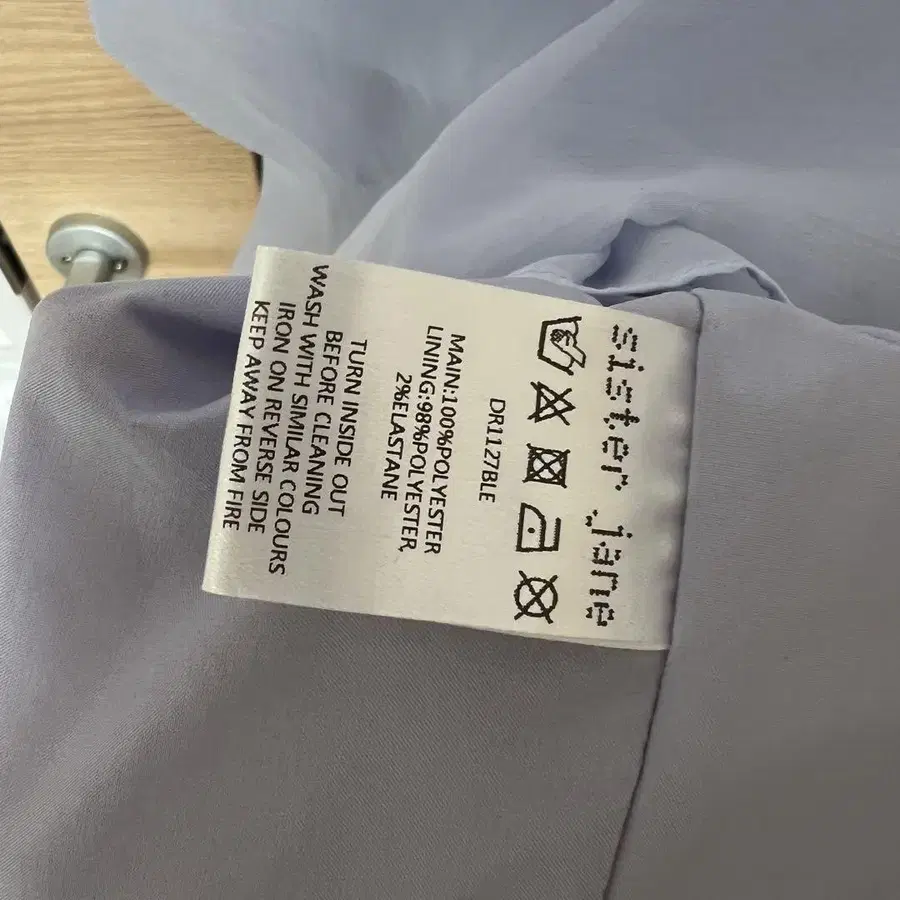 sister jane
DR1127BLE
MAIN:100%POLYESTER
LINING:98%POLYESTER,
2%ELASTANE
TURN INSIDE OUT
BEFORE CLEANING
WASH WITH SIMILAR COLOURS
IRON ON REVERSE SIDE
KEEP AWAY FROM FIRE